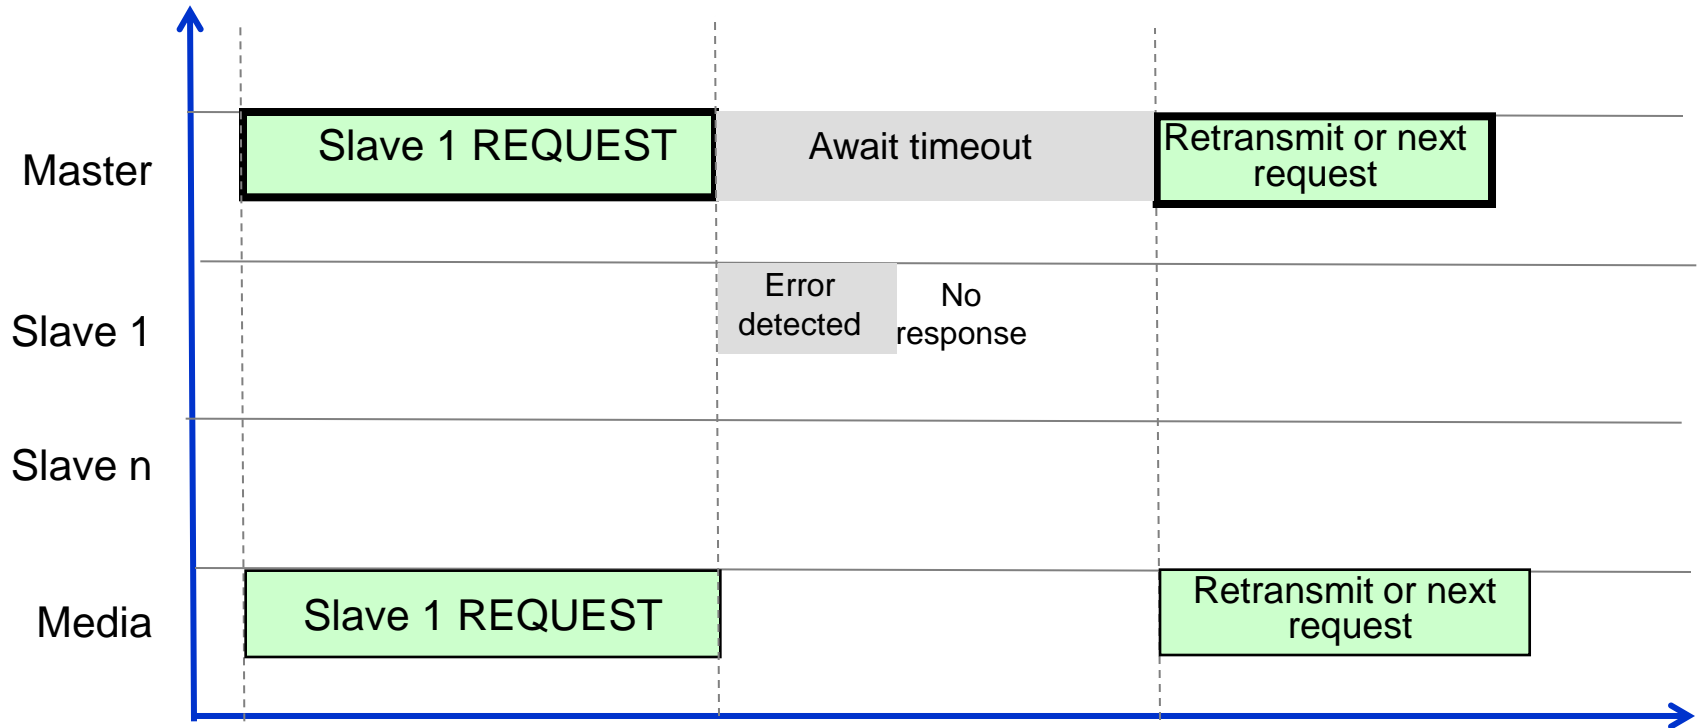 Master
Slave 1 REQUEST
Await timeout
Retransmit or next
request
Slave 1
Error
detected
No
response
Slave n
Media
Slave 1 REQUEST
Retransmit or next
request